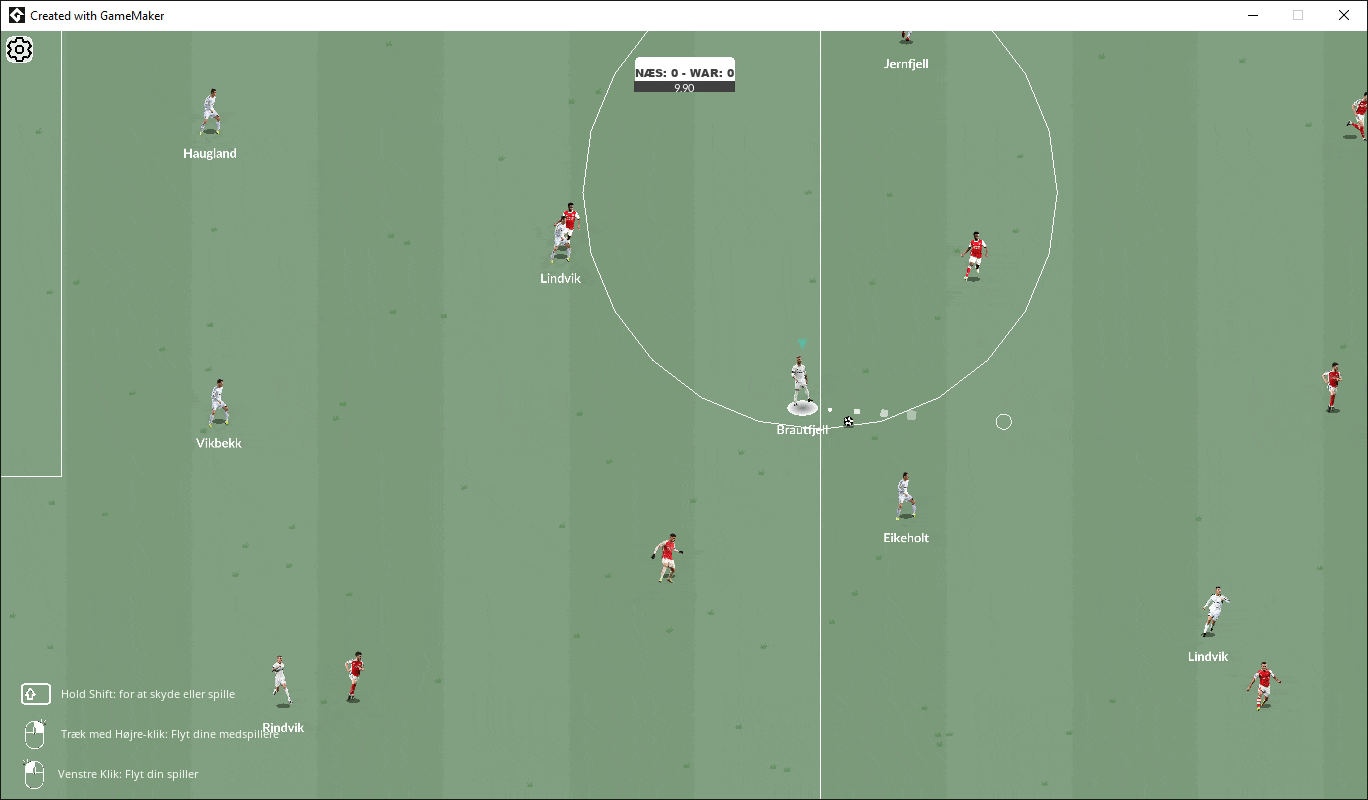 Created with GameMaker
NÆS: 0 - WAR: 0
9.90
Jernfjell
Haugland
Lindvik
Brautfjell
Vikbekk
Eikeholt
Lindvik
Hold Shift: for at skyde eller spille
Rindvik
Træk med Højre-klik: Flyt dine medspillere
Venstre Klik: Flyt din spiller